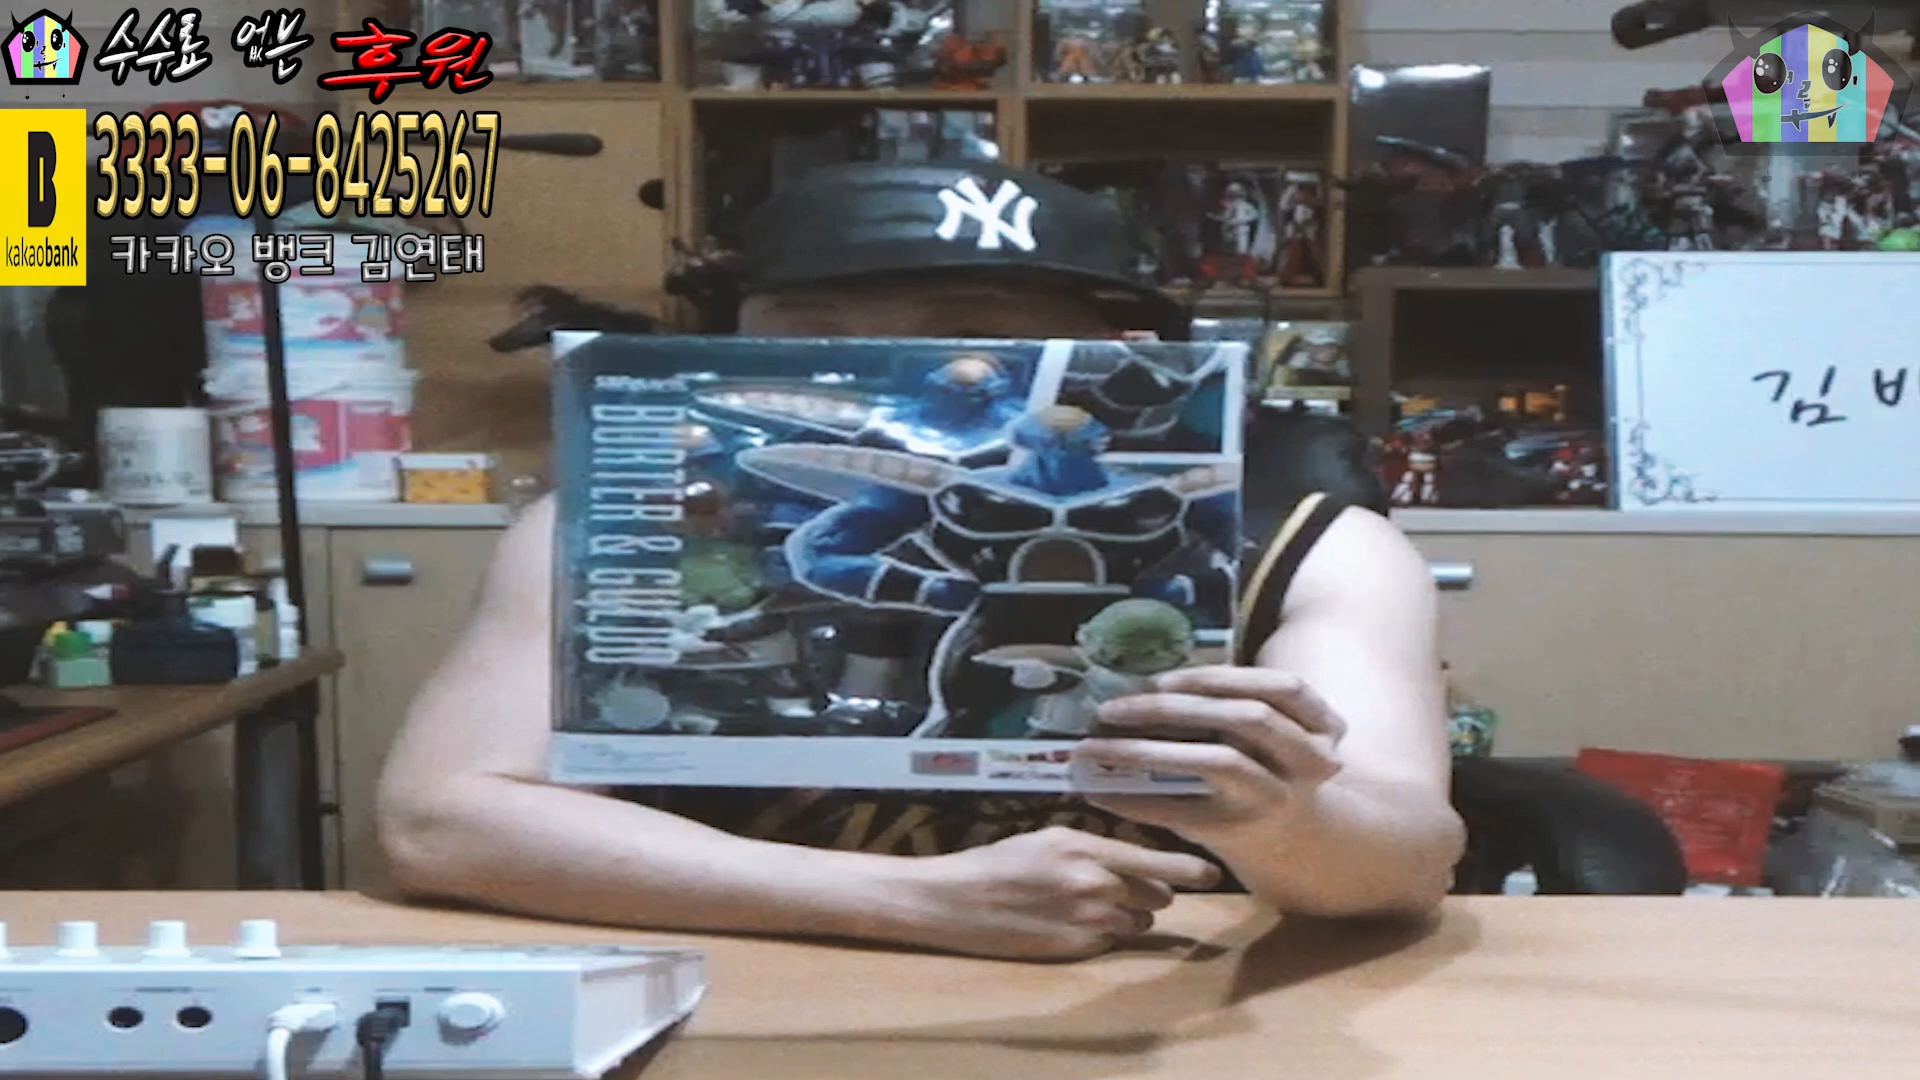 수수료 없는 후원
B
kakaobank
3333-06-8425267
카카오 뱅크 김연태
NY
BURTER & GULDO
김